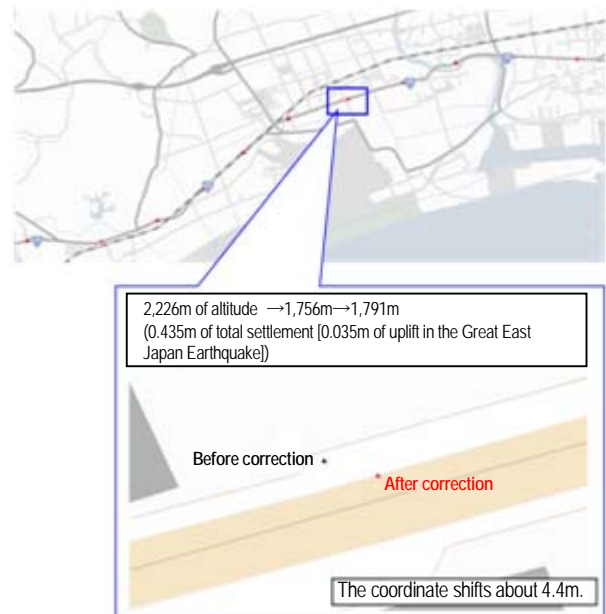 2,226m of altitude →1,756m→1,791m
(0.435m of total settlement [0.035m of uplift in the Great East
Japan Earthquake])
Before correction
After correction
The coordinate shifts about 4.4m.